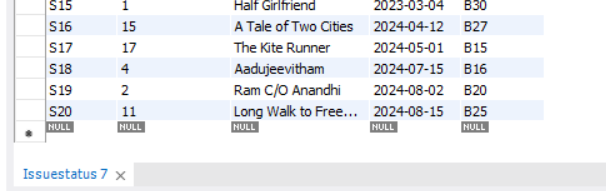 S15 1 Half Girlfriend 2023-03-04 B30
S16 15 A Tale of Two Cities 2024-04-12 B27
S17 17 The Kite Runner 2024-05-01 B15
S18 4 Aadujeevitham 2024-07-15 B16
S19 2 Ram C/O Anandhi 2024-08-02 B20
S20 11 Long Walk to Free... 2024-08-15 B25
NULL NULL NULL NULL NULL
Issuestatus 7 ×